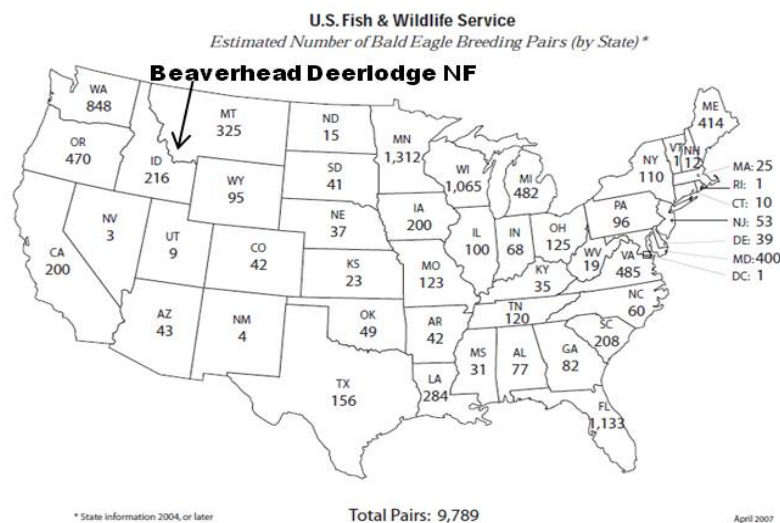 U.S. Fish & Wildlife Service
Estimated Number of Bald Eagle Breeding Pairs (by State)*
Beaverhead Deerlodge NF
WA
848
OR
470
ID
216
MT
325
ND
15
MN
1,312
WI
1,065
MI
482
ME
414
VT
1
NH
12
NY
110
MA: 25
RI: 1
CT: 10
NJ: 53
DE: 39
MD: 400
DC: 1
SD
41
WY
95
NE
37
IA
200
IL
100
IN
68
OH
125
PA
96
NV
3
UT
9
CO
42
CA
200
KS
23
MO
123
KY
35
WV
19
VA
485
NC
60
TN
120
SC
208
AZ
43
NM
4
OK
49
AR
42
MS
31
AL
77
GA
82
LA
284
TX
156
FL
1,133
* State information 2004, or later
Total Pairs: 9,789
April 2007